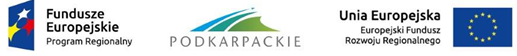 Fundusze
Europejskie
Program Regionalny
PODKARPACKIE
Unia Europejska
Europejski Fundusz
Rozwoju Regionalnego